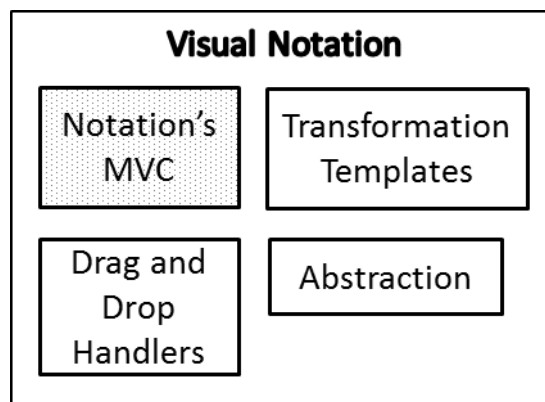 Visual Notation
Notation's
MVC
Transformation
Templates
Drag and
Drop
Handlers
Abstraction